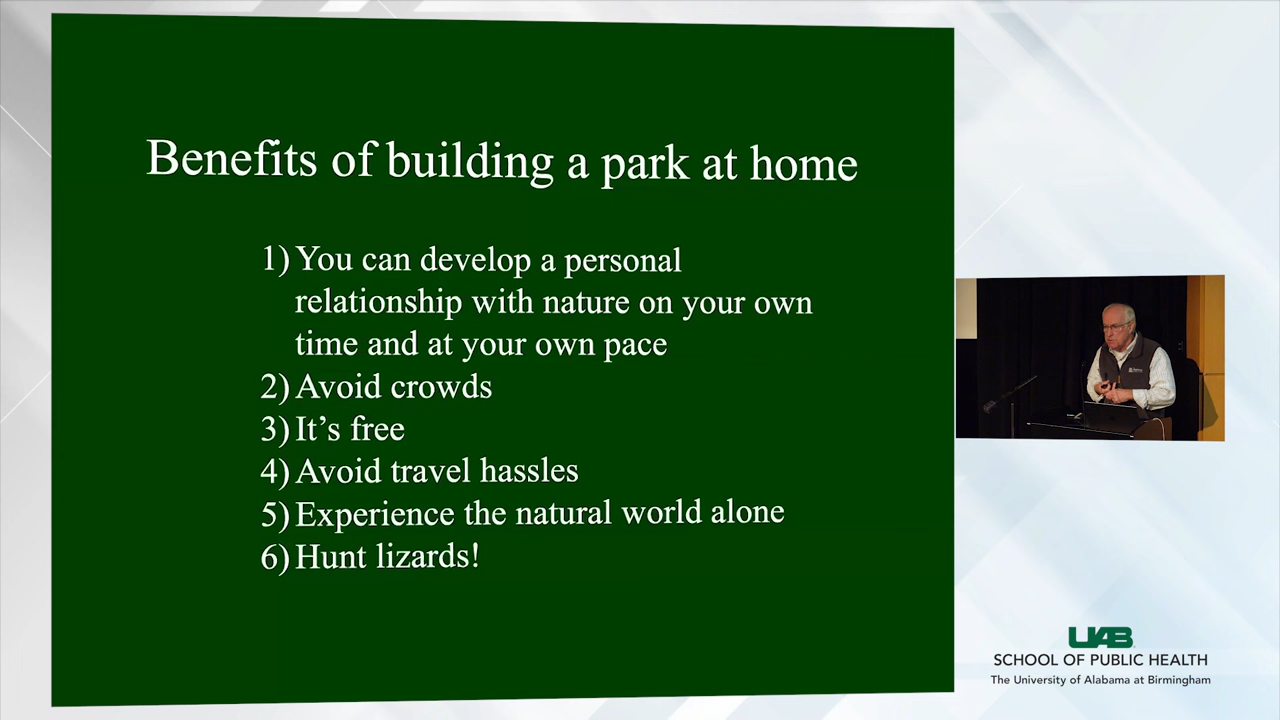 Benefits of building a park at home
1) You can develop a personal
relationship with nature on your own
time and at your own pace
2) Avoid crowds
3) It’s free
4) Avoid travel hassles
5) Experience the natural world alone
6) Hunt lizards!
UAB
SCHOOL OF PUBLIC HEALTH
The University of Alabama at Birmingham